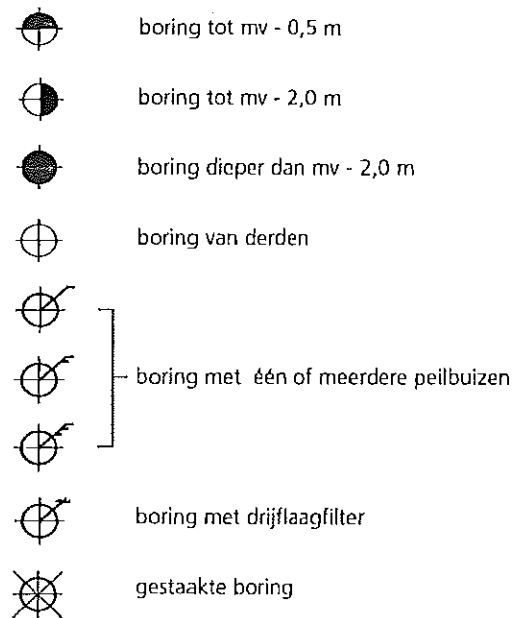 boring tot mv - 0,5 m
boring tot mv - 2,0 m
boring dieper dan mv - 2,0 m
boring van derden
boring met één of meerdere peilbuizen
boring met drijflaagfilter
gestaakte boring